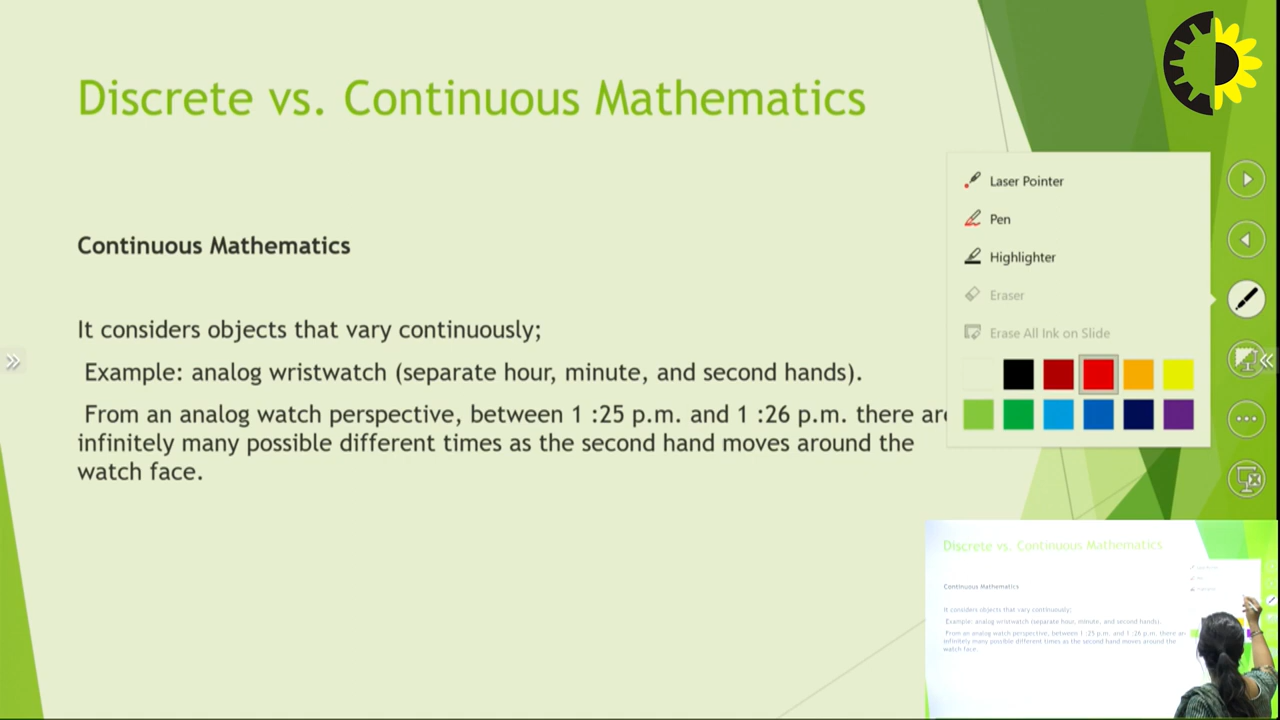 Discrete vs. Continuous Mathematics
Continuous Mathematics
It considers objects that vary continuously;
Example: analog wristwatch (separate hour, minute, and second hands).
From an analog watch perspective, between 1 :25 p.m. and 1 :26 p.m. there are
infinitely many possible different times as the second hand moves around the
watch face.
Laser Pointer
Pen
Highlighter
Eraser
Erase All Ink on Slide
Discrete vs. Continuous Mathematics
Continuous Mathematics
It considers objects that vary continuously;
Example: analog wristwatch (separate hour, minute, and second hands).
From an analog watch perspective, between 1 :25 p.m. and 1 :26 p.m. there are
infinitely many possible different times as the second hand moves around the
watch face.